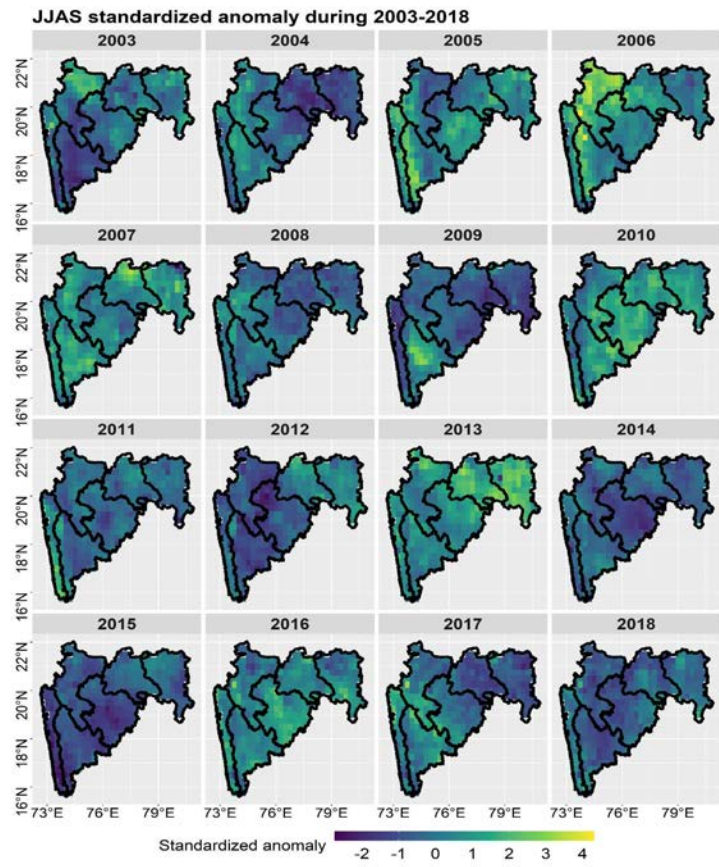 JJAS standardized anomaly during 2003-2018
2003 2004 2005 2006
22°N
20°N
18°N
16°N
2007 2008 2009 2010
22°N
20°N
18°N
16°N
2011 2012 2013 2014
22°N
20°N
18°N
16°N
2015 2016 2017 2018
22°N
20°N
18°N
16°N
73°E 76°E 79°E 73°E 76°E 79°E 73°E 76°E 79°E 73°E 76°E 79°E
Standardized anomaly -2 -1 0 1 2 3 4